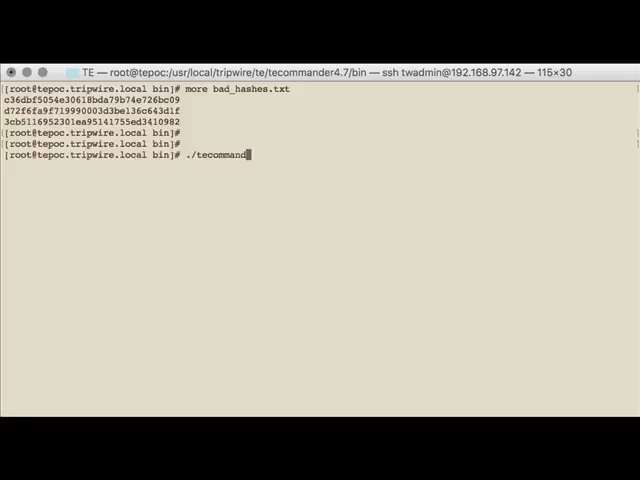 TE — root@tepoc:/usr/local/tripwire/te/tecommander4.7/bin — ssh twadmin@192.168.97.142 — 115×30
[[root@tepoc.tripwire.local bin]# more bad_hashes.txt ]
c36dbf5054e30618bda79b74e726bc09
d72f6fa9f719990003d3be136c643d1f
3cb5116952301ea95141755ed3410982
[[root@tepoc.tripwire.local bin]# ]
[[root@tepoc.tripwire.local bin]# ]
[root@tepoc.tripwire.local bin]# ./tecommand